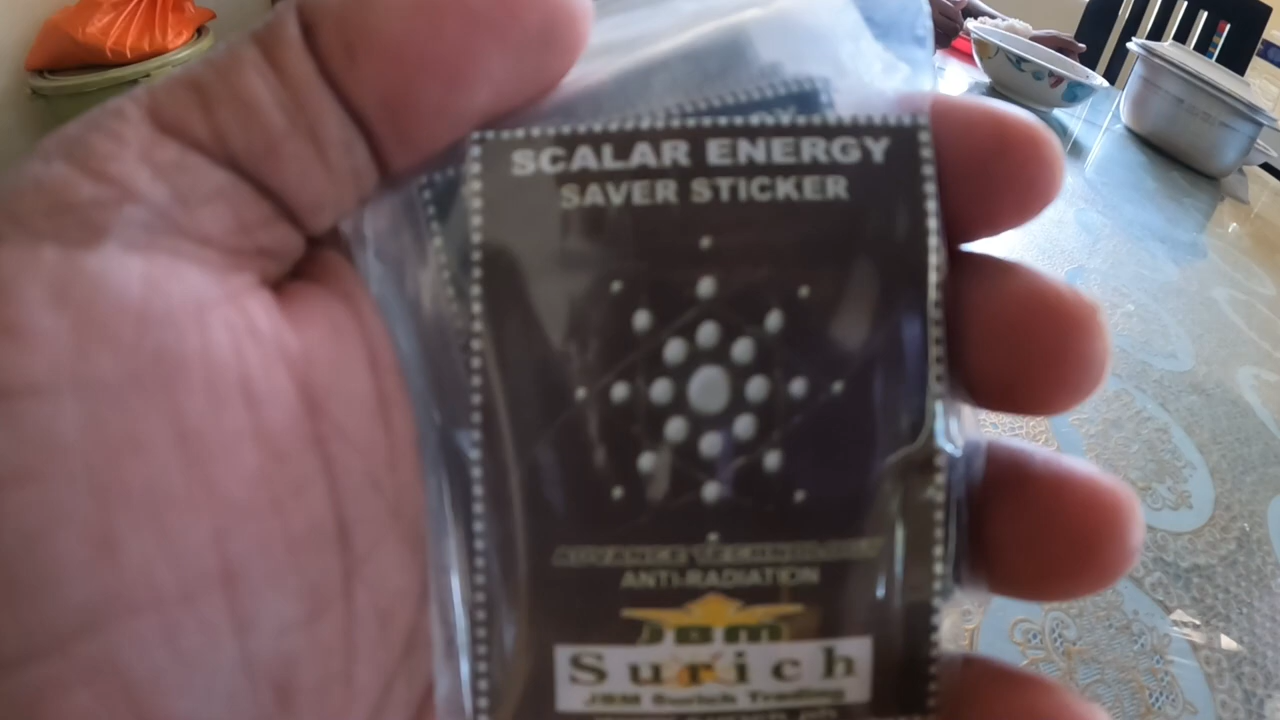 SCALAR ENERGY
SAVER STICKER
ADVANCE TECHNOLOGY
ANTI-RADIATION
JBM
Surich
JBM Surich Trading